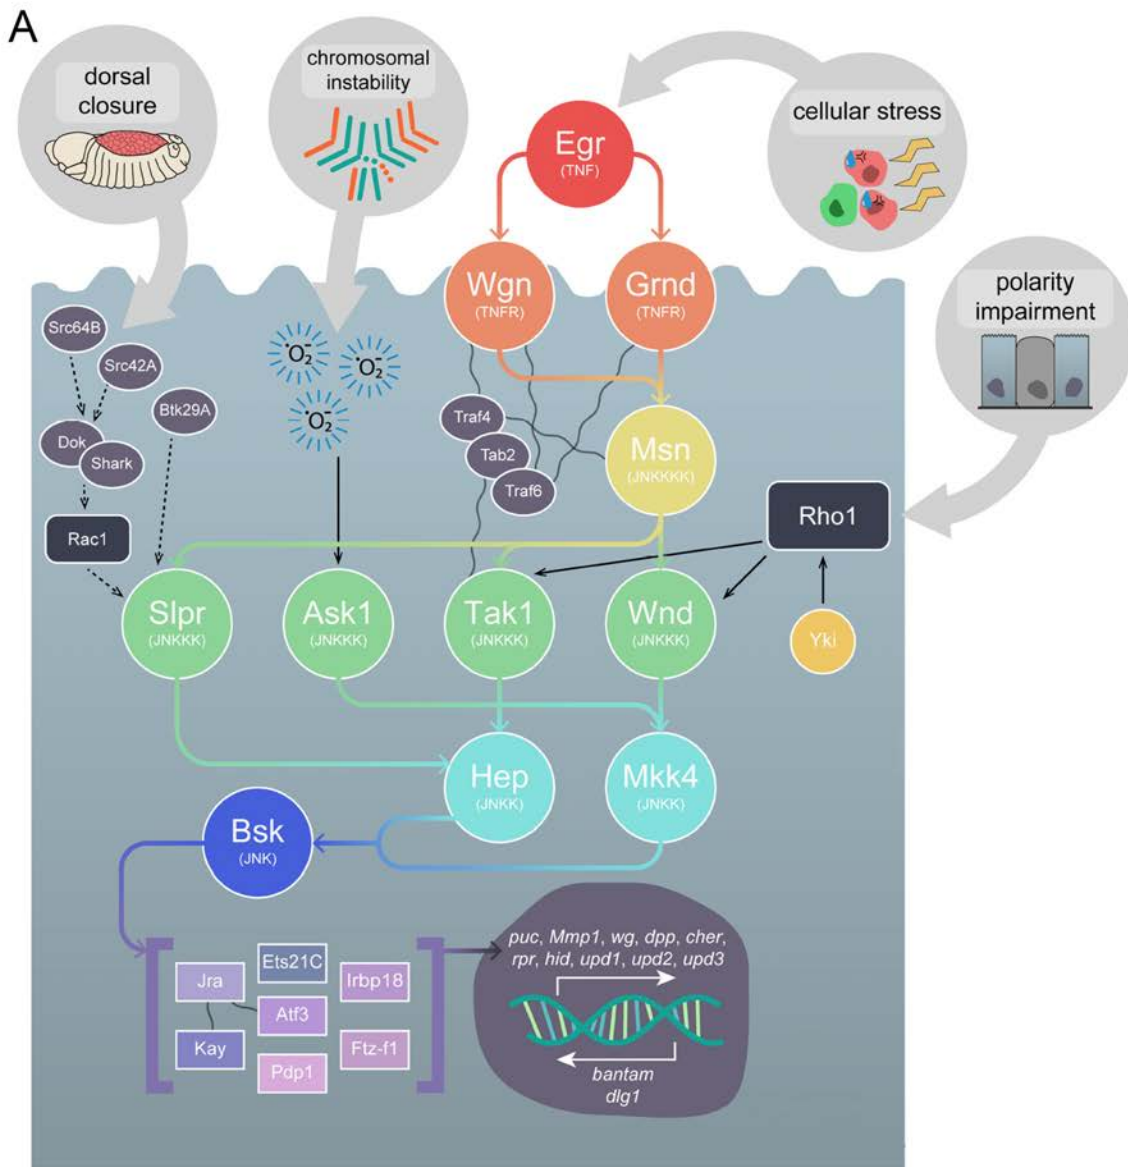 A
dorsal
closure
chromosomal
instability
Egr
(TNF)
cellular stress
Wgn
(TNFR)
Grnd
(TNFR)
polarity
impairment
Src64B
Src42A
Btk29A
Dok
Shark
Rac1
•O₂⁻
•O₂⁻
•O₂⁻
Traf4
Tab2
Traf6
Msn
(JNKKKK)
Rho1
Slpr
(JNKKK)
Ask1
(JNKKK)
Tak1
(JNKKK)
Wnd
(JNKKK)
Yki
Hep
(JNKK)
Mkk4
(JNKK)
Bsk
(JNK)
Jra
Ets21C
Irbp18
Atf3
Kay
Ftz-f1
Pdp1
puc, Mmp1, wg, dpp, cher,
rpr, hid, upd1, upd2, upd3
bantam
dlg1